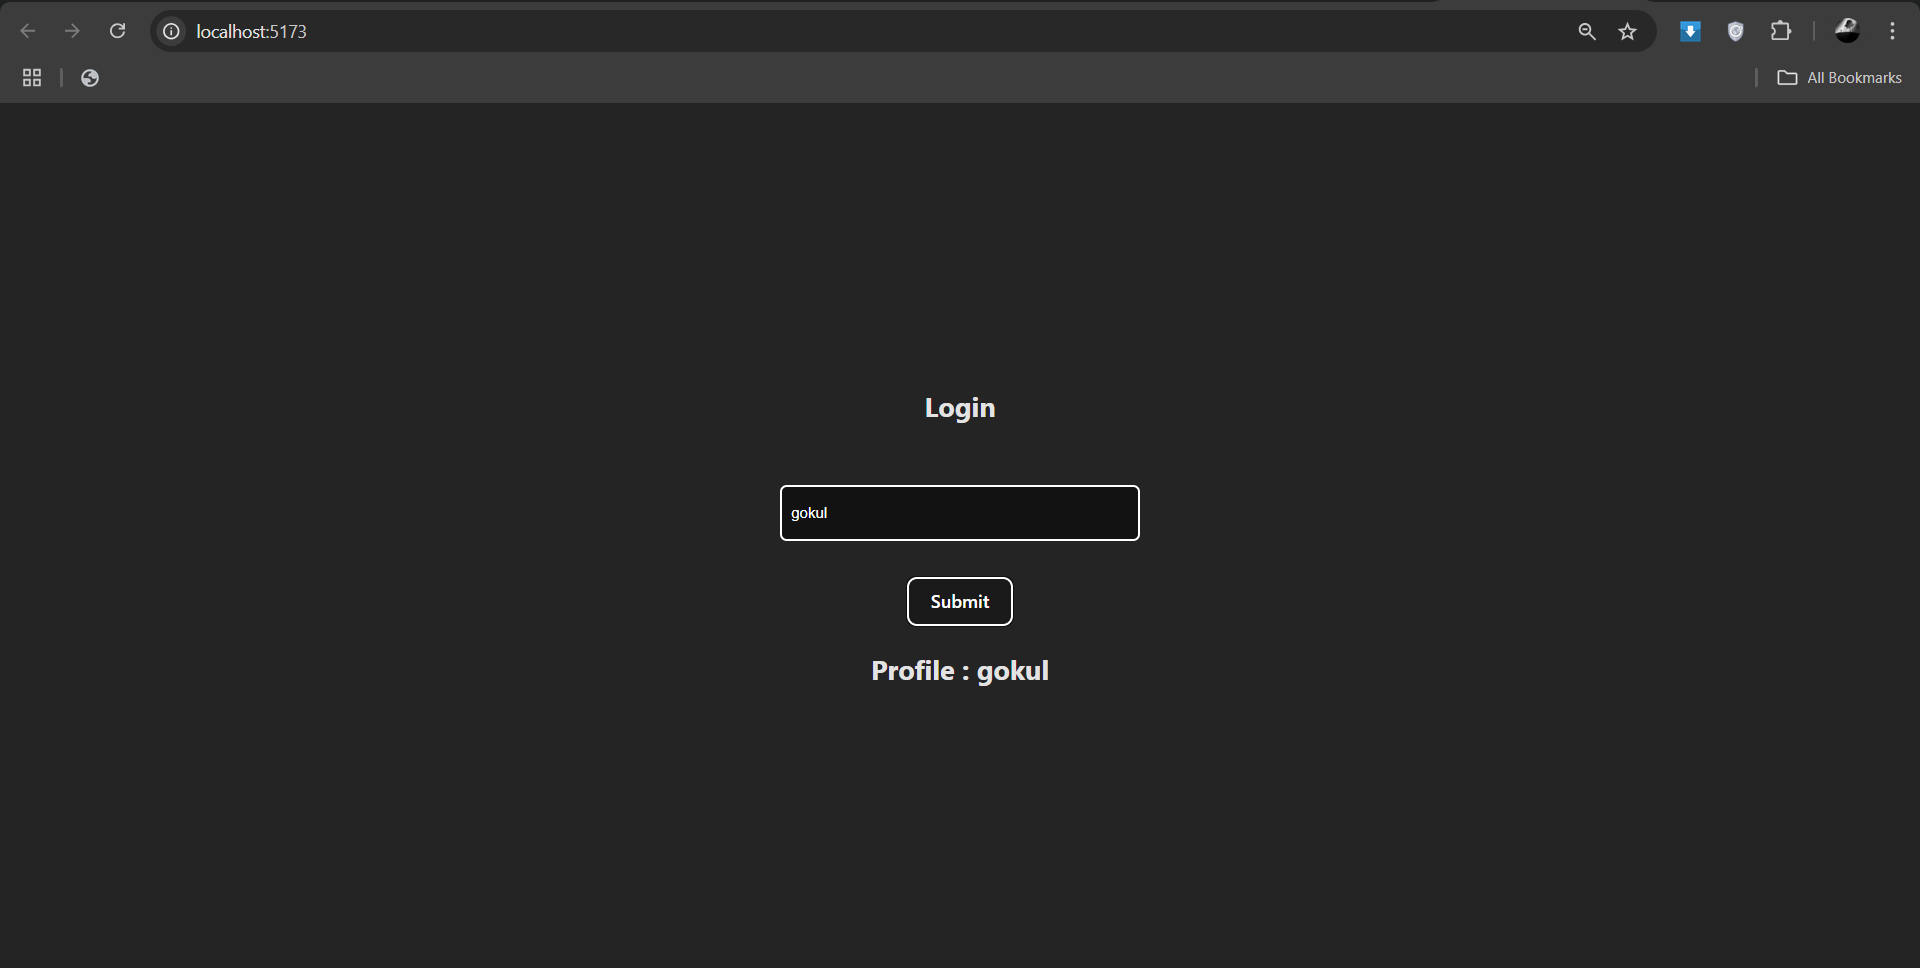 localhost:5173
All Bookmarks
Login
gokul
Submit
Profile : gokul